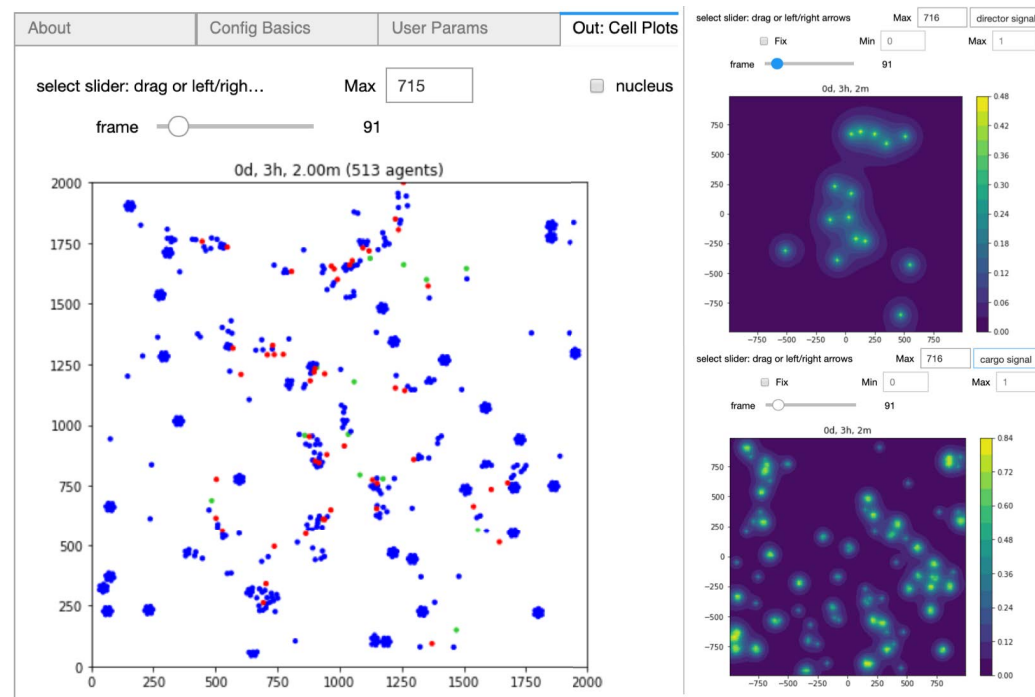 About Config Basics User Params Out: Cell Plots
select slider: drag or left/righ… Max 715 nucleus
frame 91
0d, 3h, 2.00m (513 agents)
2000
1750
1500
1250
1000
750
500
250
0
0 250 500 750 1000 1250 1500 1750 2000
select slider: drag or left/right arrows Max 716 director signal
Fix Min 0 Max 1
frame 91
0d, 3h, 2m
750
500
250
0
−250
−500
−750
−750 −500 −250 0 250 500 750
0.48
0.42
0.36
0.30
0.24
0.18
0.12
0.06
0.00
select slider: drag or left/right arrows Max 716 cargo signal
Fix Min 0 Max 1
frame 91
0d, 3h, 2m
750
500
250
0
−250
−500
−750
−750 −500 −250 0 250 500 750
0.84
0.72
0.60
0.48
0.36
0.24
0.12
0.00